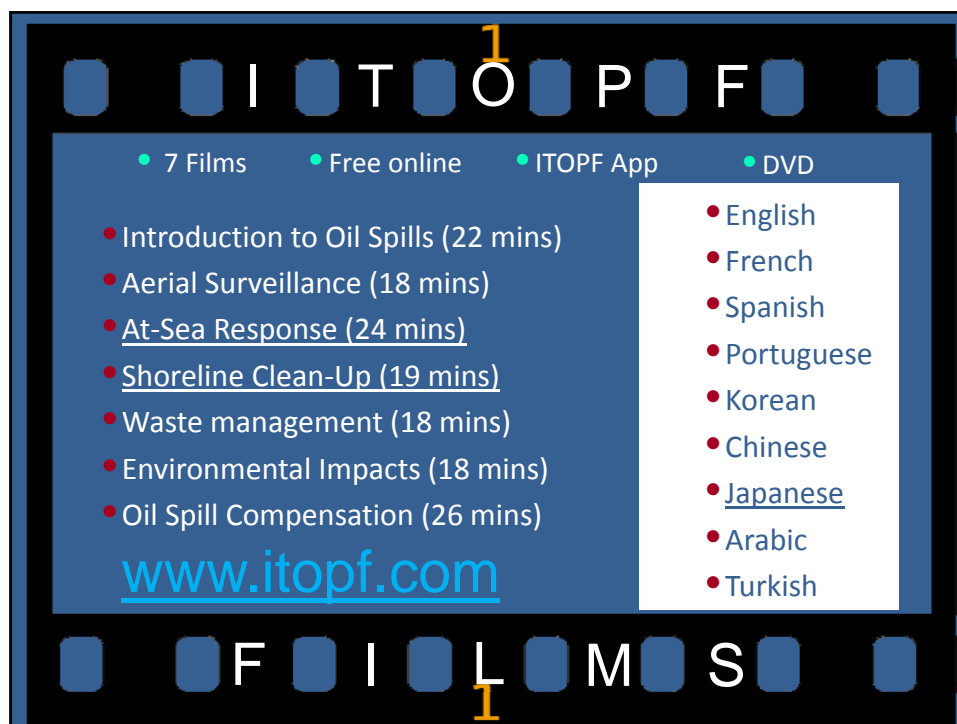 1
I T O P F
• 7 Films • Free online • ITOPF App • DVD
• Introduction to Oil Spills (22 mins)
• Aerial Surveillance (18 mins)
• At-Sea Response (24 mins)
• Shoreline Clean-Up (19 mins)
• Waste management (18 mins)
• Environmental Impacts (18 mins)
• Oil Spill Compensation (26 mins)
www.itopf.com
• English
• French
• Spanish
• Portuguese
• Korean
• Chinese
• Japanese
• Arabic
• Turkish
F I L M S
1